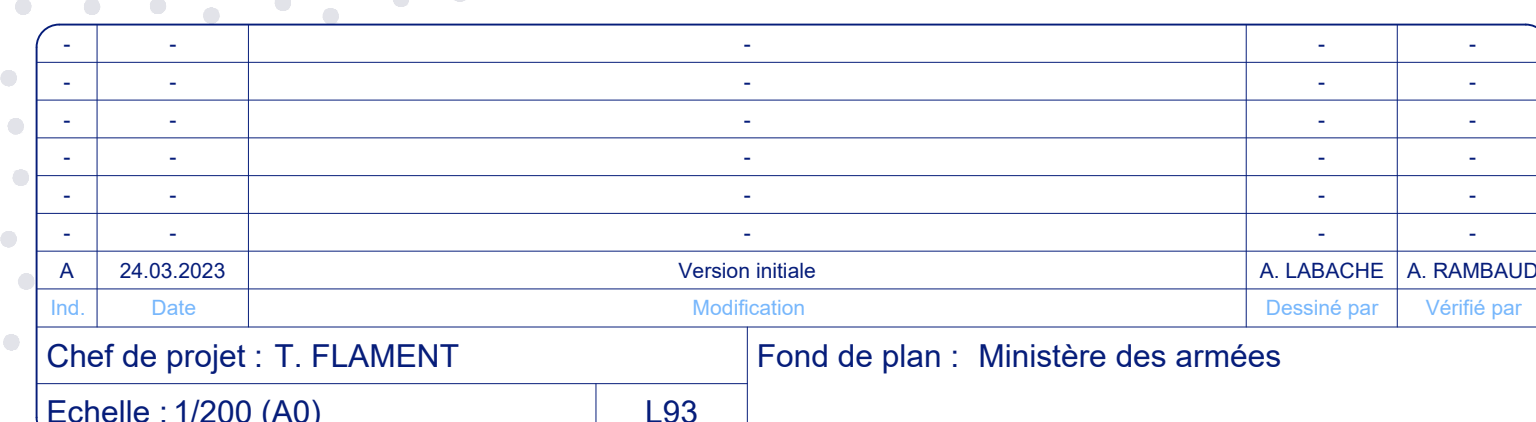 - - - - -
- - - - -
- - - - -
- - - - -
- - - - -
- - - - -
A 24.03.2023 Version initiale A. LABACHE A. RAMBAUD
Ind. Date Modification Dessiné par Vérifié par
Chef de projet : T. FLAMENT Fond de plan : Ministère des armées
Echelle : 1/200 (A0) L93